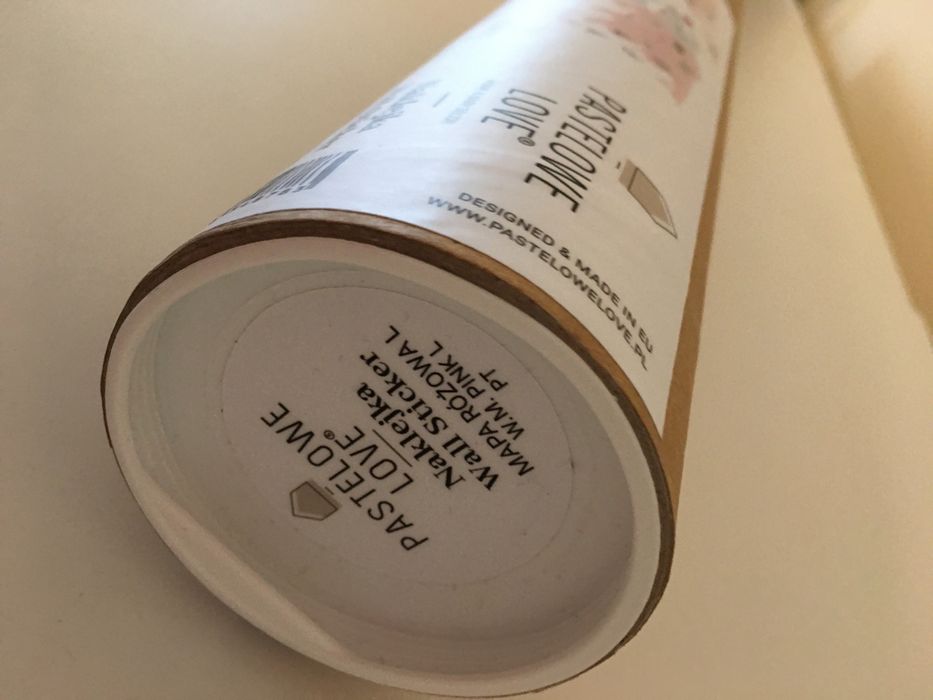 PASTELOWE
LOVE®
DESIGNED & MADE IN EU
WWW.PASTELOWELOVE.PL
PASTELOWE
LOVE®
Naklejka
Wall Sticker
MAPA RÓŻOWA L
W.M. PINK L
PT